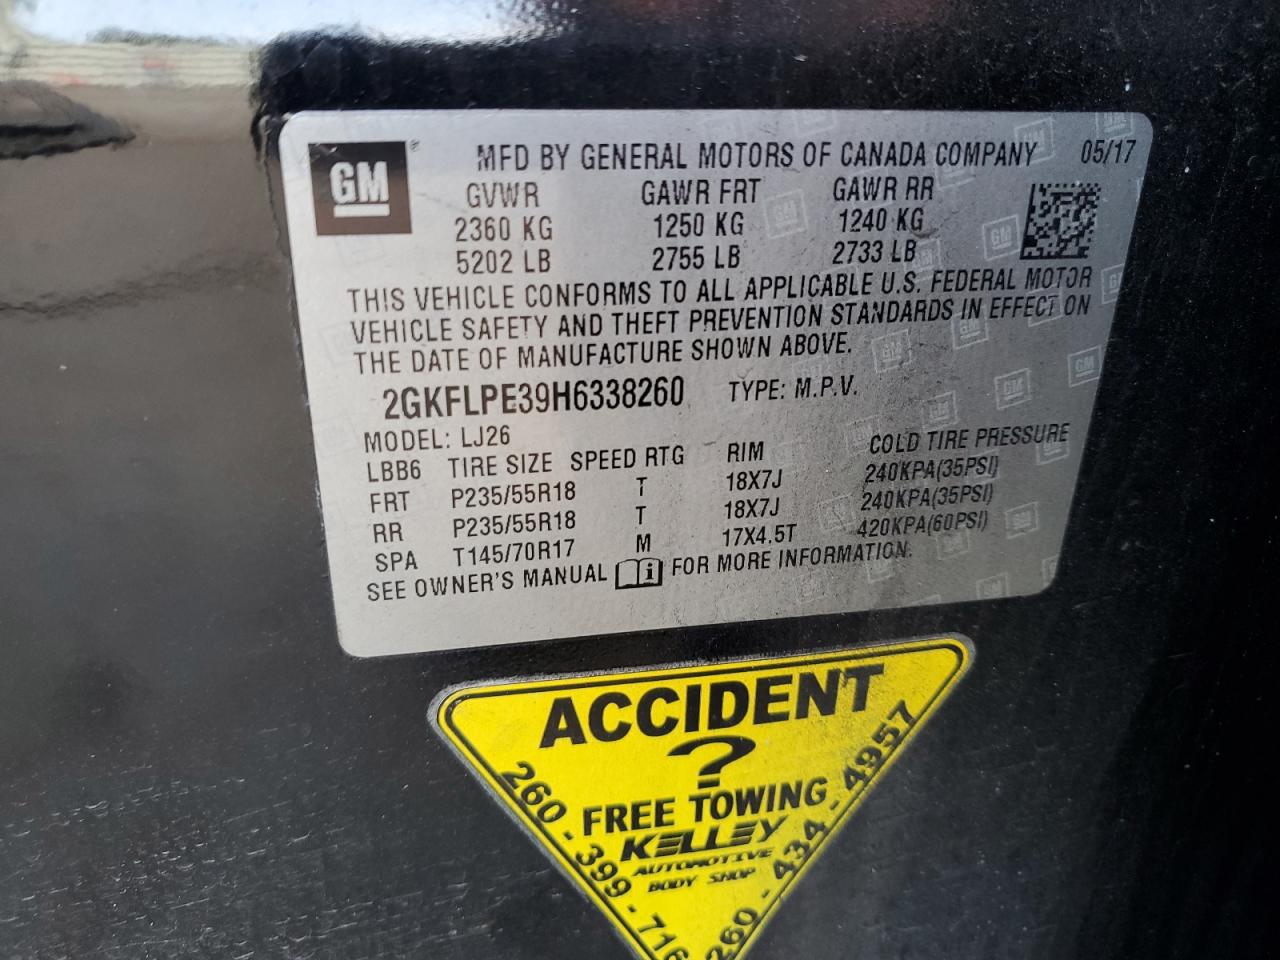 GM
MFD BY GENERAL MOTORS OF CANADA COMPANY 05/17
GVWR GAWR FRT GAWR RR
2360 KG 1250 KG 1240 KG
5202 LB 2755 LB 2733 LB
THIS VEHICLE CONFORMS TO ALL APPLICABLE U.S. FEDERAL MOTOR
VEHICLE SAFETY AND THEFT PREVENTION STANDARDS IN EFFECT ON
THE DATE OF MANUFACTURE SHOWN ABOVE.
2GKFLPE39H6338260 TYPE: M.P.V.
MODEL: LJ26
LBB6 TIRE SIZE SPEED RTG RIM COLD TIRE PRESSURE
FRT P235/55R18 T 18X7J 240KPA(35PSI)
RR P235/55R18 T 18X7J 240KPA(35PSI)
SPA T145/70R17 M 17X4.5T 420KPA(60PSI)
SEE OWNER'S MANUAL FOR MORE INFORMATION.
ACCIDENT
?
FREE TOWING
KELLEY
AUTOMOTIVE
BODY SHOP
260-399-716
260-434-4957